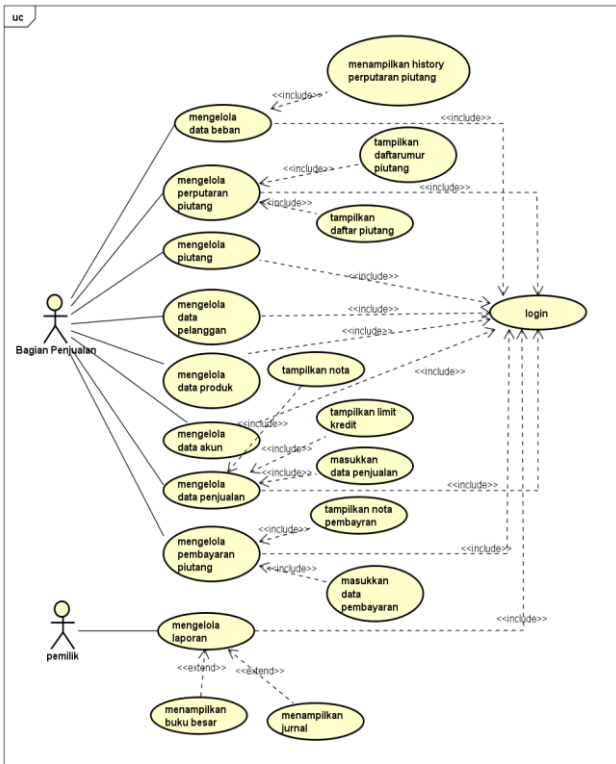 uc
menampilkan history
perputaran piutang
<<include>>
mengelola
data beban
<<include>>
tampilkan
daftarumur
piutang
<<include>>
mengelola
perputaran
piutang
<<include>>
<<include>>
tampilkan
daftar piutang
mengelola
piutang
<<include>>
mengelola
data
pelanggan
<<include>>
login
Bagian Penjualan
<<include>>
mengelola
data produk
tampilkan nota
<<include>>
tampilkan limit
kredit
<<include>>
mengelola
data akun
<<include>>
masukkan
data penjualan
<<include>>
mengelola
data penjualan
<<include>>
tampilkan nota
pembayran
<<include>>
mengelola
pembayaran
piutang
<<include>>
<<include>>
masukkan
data
pembayaran
pemilik
mengelola
laporan
<<include>>
<<extend>>
<<extend>>
menampilkan
buku besar
menampilkan
jurnal